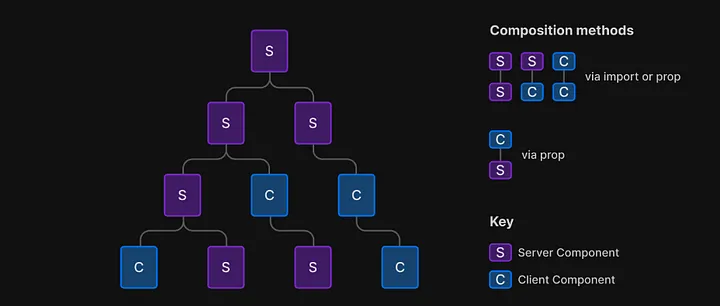 S
S
S
S
C
C
C
S
S
C
Composition methods
S
S
C
S
C
C
via import or prop
C
S
via prop
Key
S
Server Component
C
Client Component